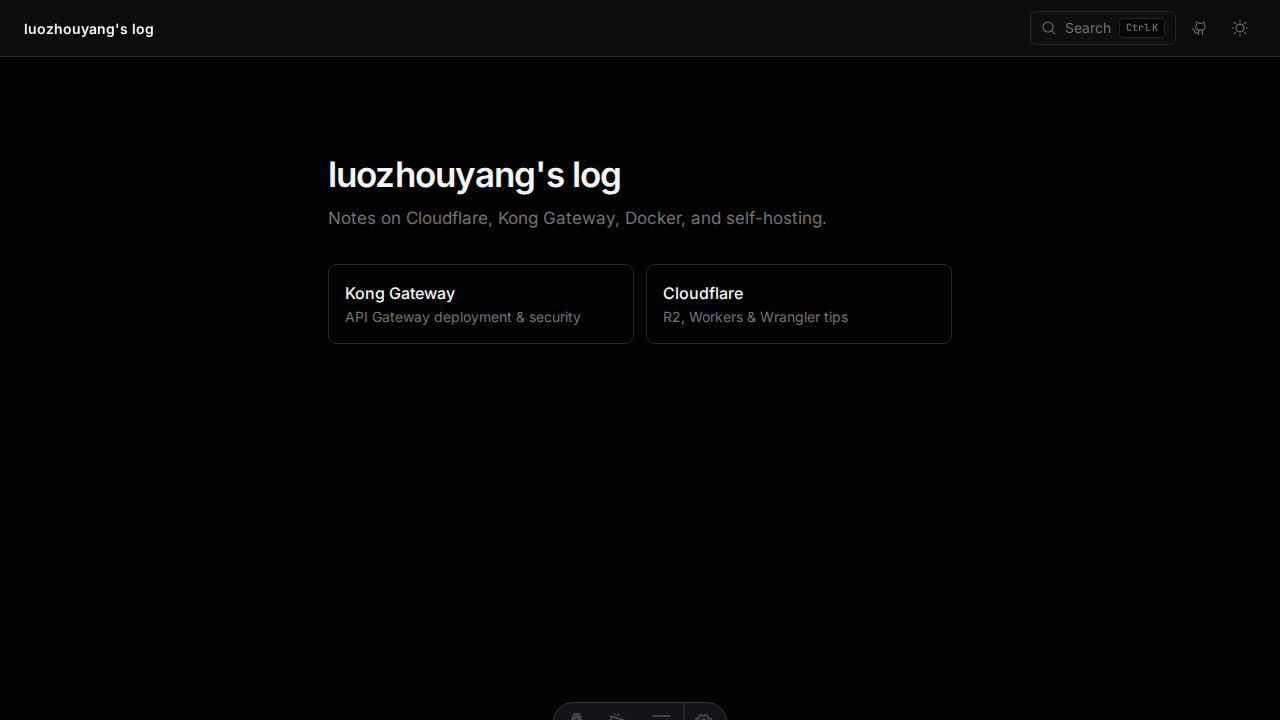 luozhouyang's log
Search Ctrl K
luozhouyang's log
Notes on Cloudflare, Kong Gateway, Docker, and self-hosting.
Kong Gateway
API Gateway deployment & security
Cloudflare
R2, Workers & Wrangler tips